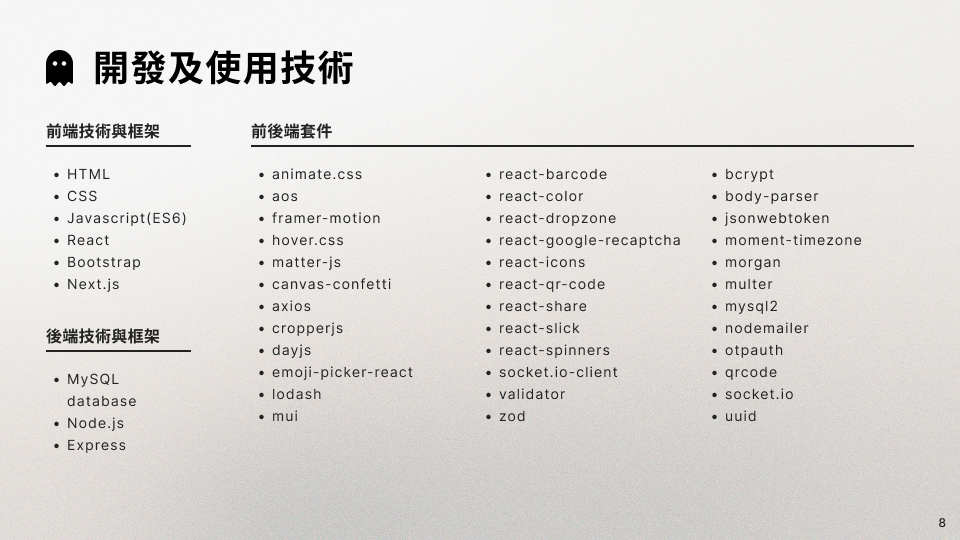 開發及使用技術
前端技術與框架
• HTML
• CSS
• Javascript(ES6)
• React
• Bootstrap
• Next.js
後端技術與框架
• MySQL
database
• Node.js
• Express
前後端套件
• animate.css
• aos
• framer-motion
• hover.css
• matter-js
• canvas-confetti
• axios
• cropperjs
• dayjs
• emoji-picker-react
• lodash
• mui
• react-barcode
• react-color
• react-dropzone
• react-google-recaptcha
• react-icons
• react-qr-code
• react-share
• react-slick
• react-spinners
• socket.io-client
• validator
• zod
• bcrypt
• body-parser
• jsonwebtoken
• moment-timezone
• morgan
• multer
• mysql2
• nodemailer
• otpauth
• qrcode
• socket.io
• uuid
8